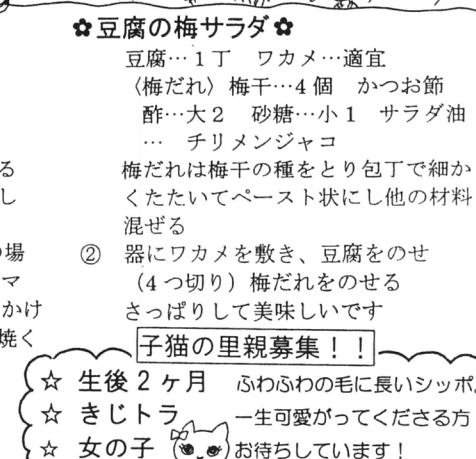 ✿豆腐の梅サラダ✿
豆腐…1丁 ワカメ…適宜
〈梅だれ〉梅干…4個 かつお節
酢…大2 砂糖…小1 サラダ油
… チリメンジャコ
梅だれは梅干の種をとり包丁で細か
くたたいてペースト状にし他の材料
混ぜる
② 器にワカメを敷き、豆腐をのせ
（4つ切り）梅だれをのせる
さっぱりして美味しいです
る
し
場
マ
かけ
焼く
子猫の里親募集！！
☆ 生後2ヶ月 ふわふわの毛に長いシッポ
☆ きじトラ 一生可愛がってくださる方
☆ 女の子 お待ちしています！